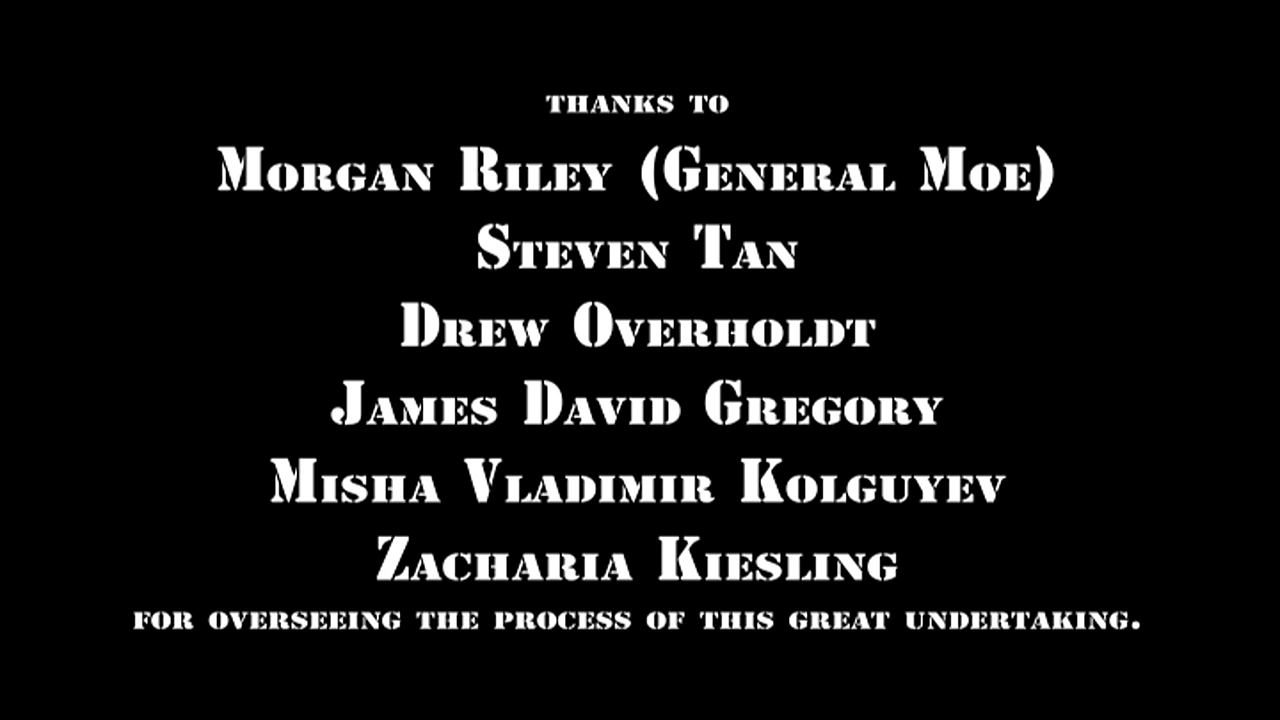 THANKS TO
MORGAN RILEY (GENERAL MOE)
STEVEN TAN
DREW OVERHOLDT
JAMES DAVID GREGORY
MISHA VLADIMIR KOLGUYEV
ZACHARIA KIESLING
FOR OVERSEEING THE PROCESS OF THIS GREAT UNDERTAKING.